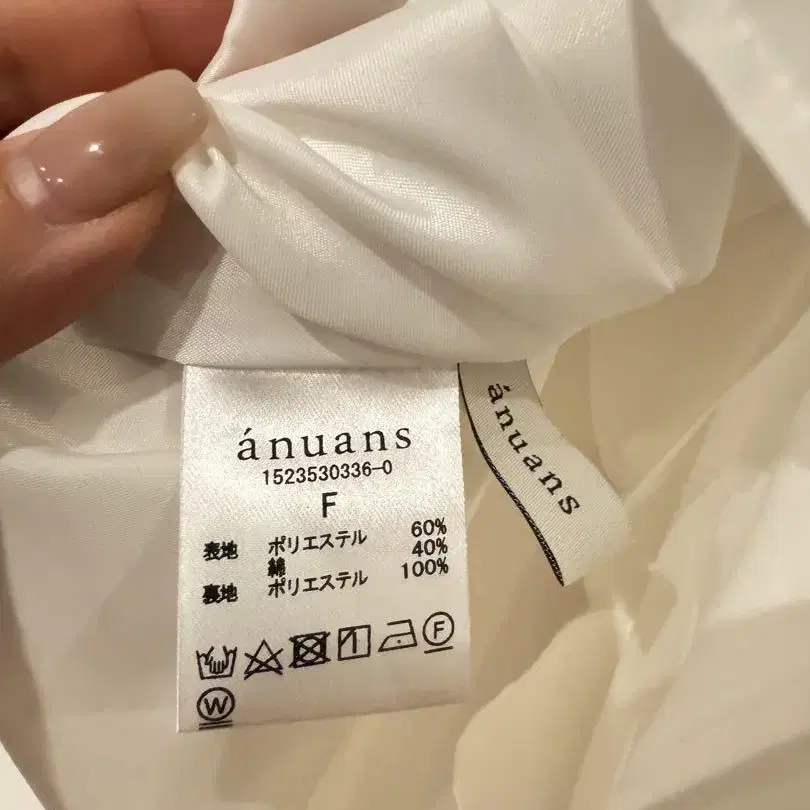 ánuans
1523530336-0
F
表地 ポリエステル 60%
綿 40%
裏地 ポリエステル 100%
F
W
ánuans